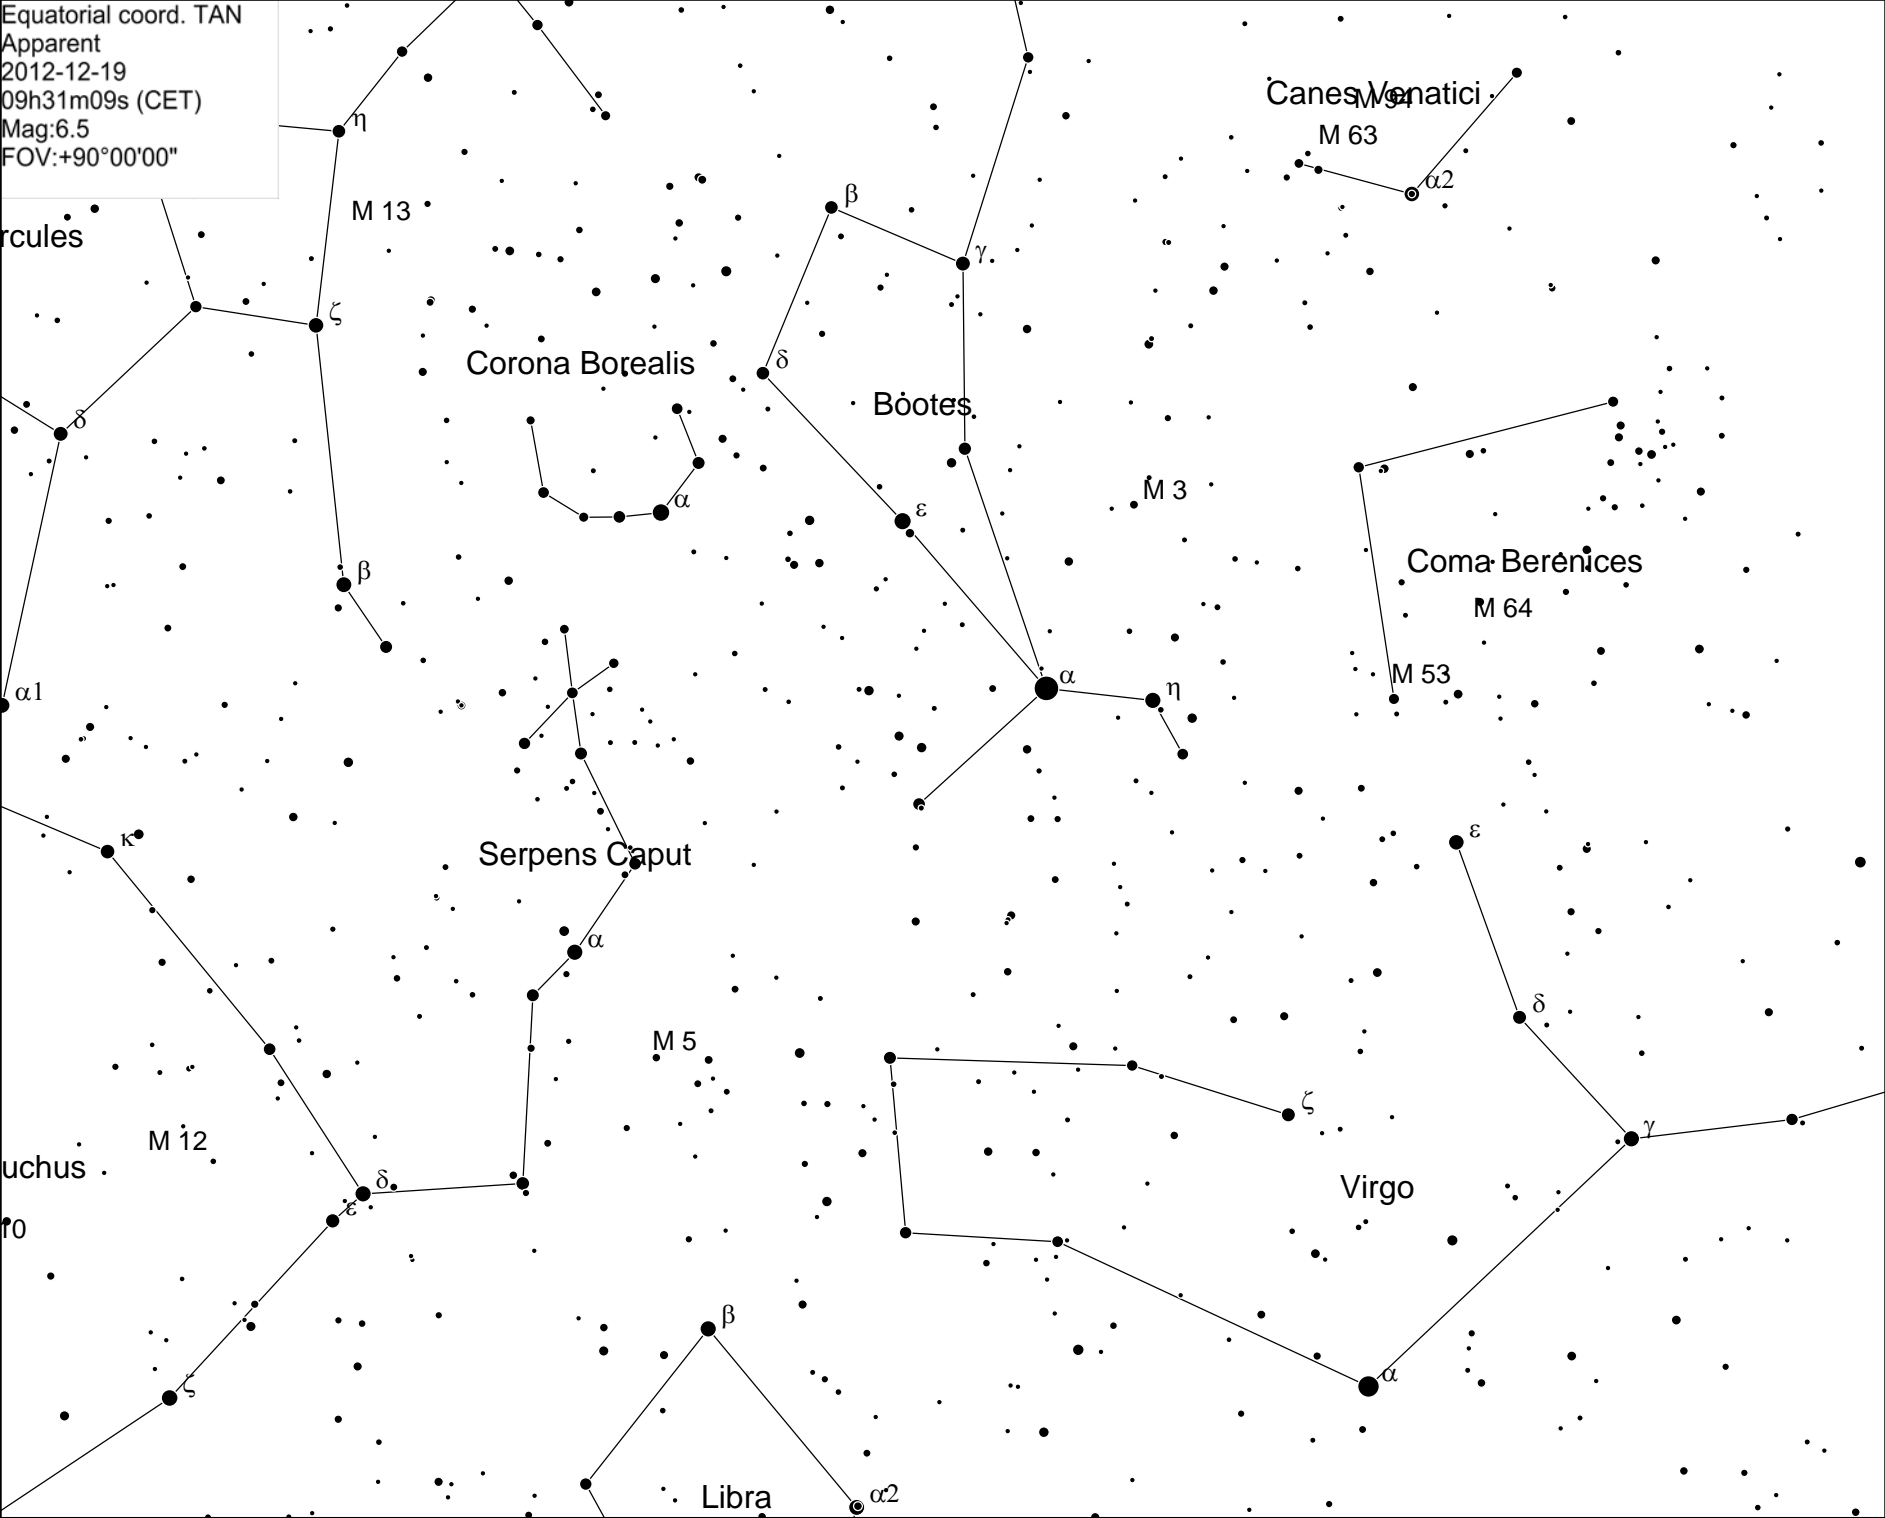 Equatorial coord. TAN
Apparent
2012-12-19
09h31m09s (CET)
Mag:6.5
FOV:+90°00'00"
η
Canes Venatici
M 94
M 63
α2
M 13
β
rcules
γ
ζ
Corona Borealis
δ
Bootes
δ
α
ε
M 3
Coma Berenices
β
M 64
α1
α
η
M 53
κ
ε
Serpens Caput
α
δ
M 5
ζ
γ
M 12
uchus
δ
Virgo
ε
10
β
α
ζ
Libra
α2